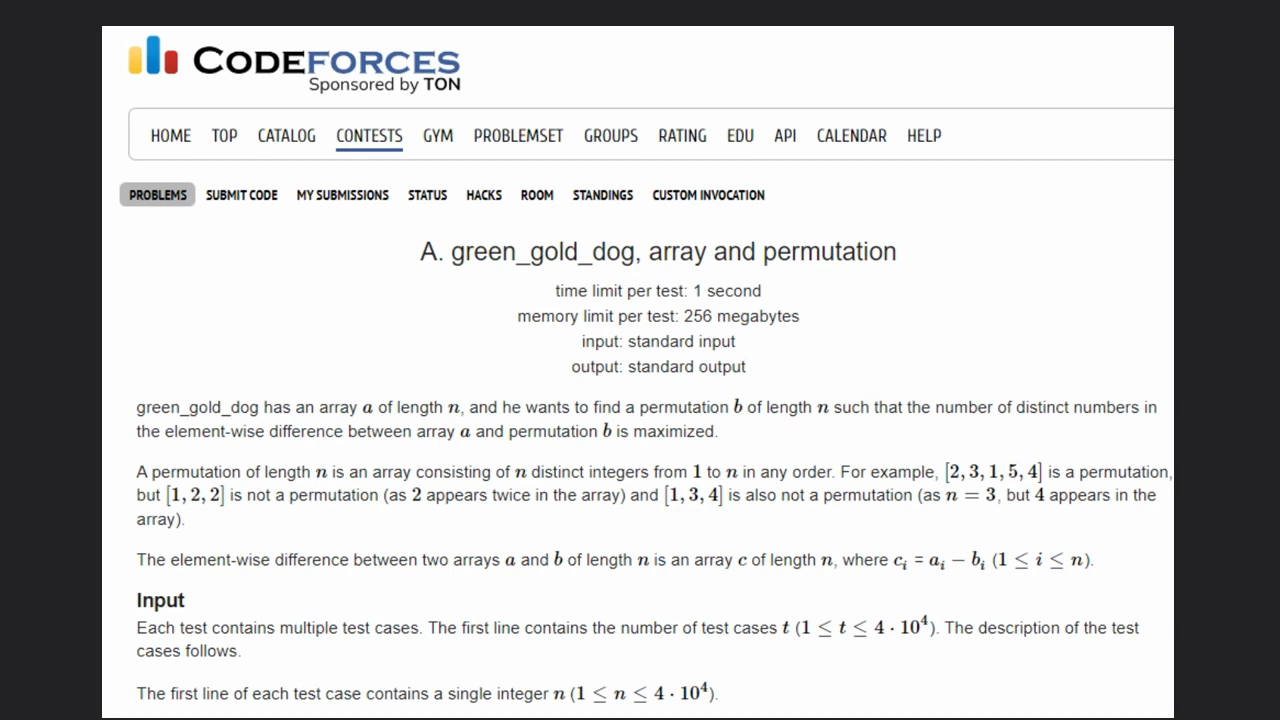 CODEFORCES
Sponsored by TON
HOME TOP CATALOG CONTESTS GYM PROBLEMSET GROUPS RATING EDU API CALENDAR HELP
PROBLEMS SUBMIT CODE MY SUBMISSIONS STATUS HACKS ROOM STANDINGS CUSTOM INVOCATION
A. green_gold_dog, array and permutation
time limit per test: 1 second
memory limit per test: 256 megabytes
input: standard input
output: standard output
green_gold_dog has an array a of length n, and he wants to find a permutation b of length n such that the number of distinct numbers in
the element-wise difference between array a and permutation b is maximized.
A permutation of length n is an array consisting of n distinct integers from 1 to n in any order. For example, [2, 3, 1, 5, 4] is a permutation,
but [1, 2, 2] is not a permutation (as 2 appears twice in the array) and [1, 3, 4] is also not a permutation (as n = 3, but 4 appears in the
array).
The element-wise difference between two arrays a and b of length n is an array c of length n, where cᵢ = aᵢ − bᵢ (1 ≤ i ≤ n).
Input
Each test contains multiple test cases. The first line contains the number of test cases t (1 ≤ t ≤ 4 · 10⁴). The description of the test
cases follows.
The first line of each test case contains a single integer n (1 ≤ n ≤ 4 · 10⁴).